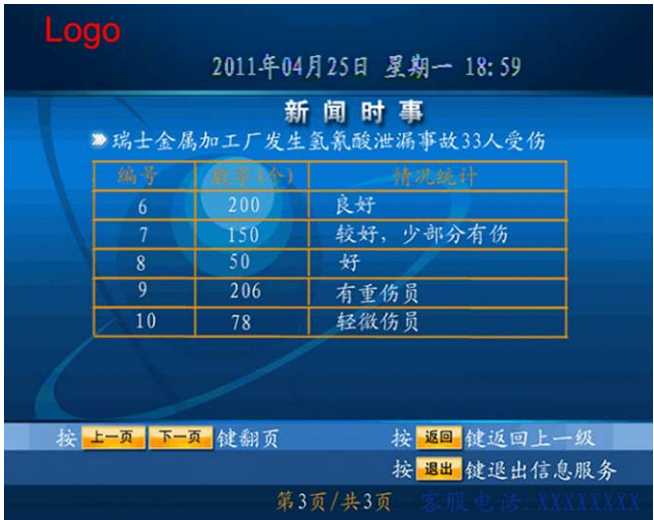 Logo
2011年04月25日 星期一 18:59
新闻时事
瑞士金属加工厂发生氢氰酸泄漏事故33人受伤
编号 数字(个) 情况统计
6 200 良好
7 150 较好，少部分有伤
8 50 好
9 206 有重伤员
10 78 轻微伤员
按 上一页 下一页 键翻页 按 返回 键返回上一级
按 退出 键退出信息服务
第3页/共3页 客服电话: XXXXXXXX